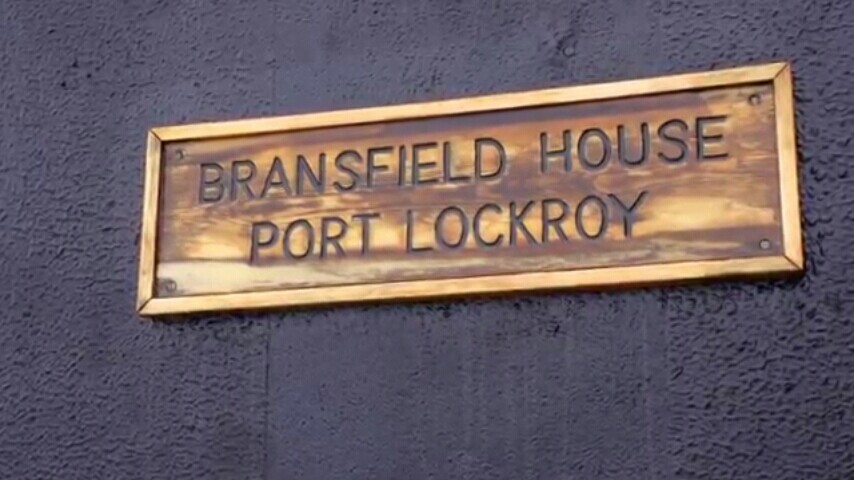 BRANSFIELD HOUSE
PORT LOCKROY